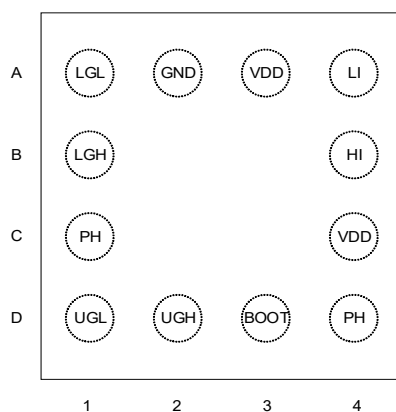 A LGL GND VDD LI
B LGH HI
C PH VDD
D UGL UGH BOOT PH
1 2 3 4